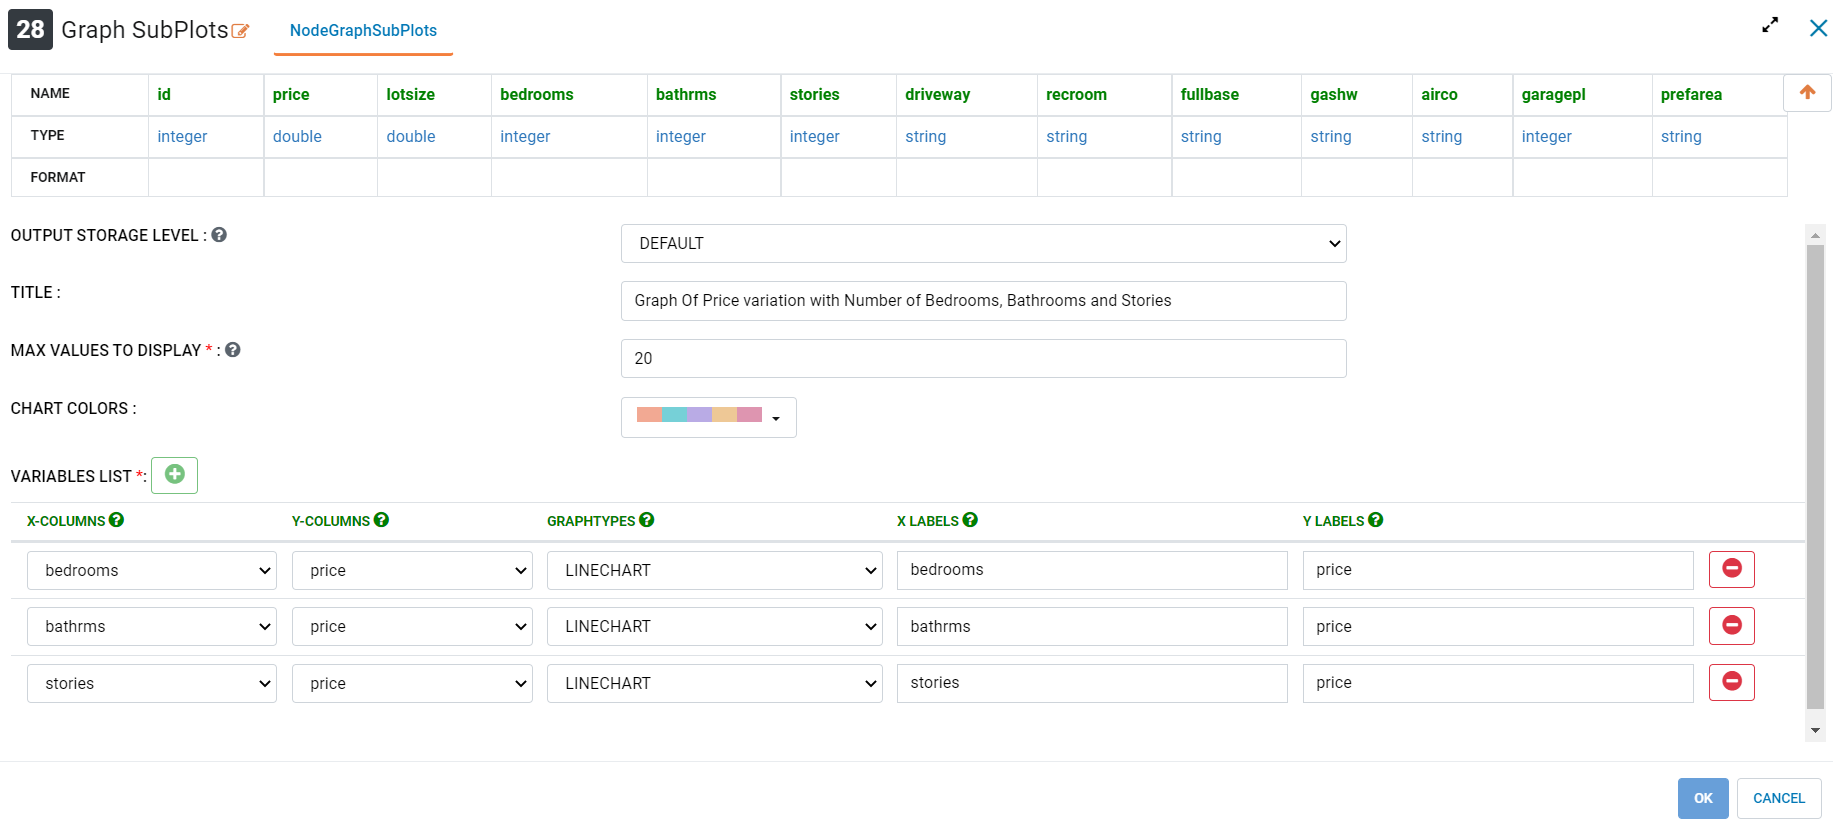 28 Graph SubPlots NodeGraphSubPlots
NAME id price lotsize bedrooms bathrms stories driveway recroom fullbase gashw airco garagepl prefarea
TYPE integer double double integer integer integer string string string string string integer string
FORMAT
OUTPUT STORAGE LEVEL : ? DEFAULT
TITLE : Graph Of Price variation with Number of Bedrooms, Bathrooms and Stories
MAX VALUES TO DISPLAY * : ? 20
CHART COLORS :
VARIABLES LIST *:
X-COLUMNS ? Y-COLUMNS ? GRAPHTYPES ? X LABELS ? Y LABELS ?
bedrooms price LINECHART bedrooms price
bathrms price LINECHART bathrms price
stories price LINECHART stories price
OK CANCEL